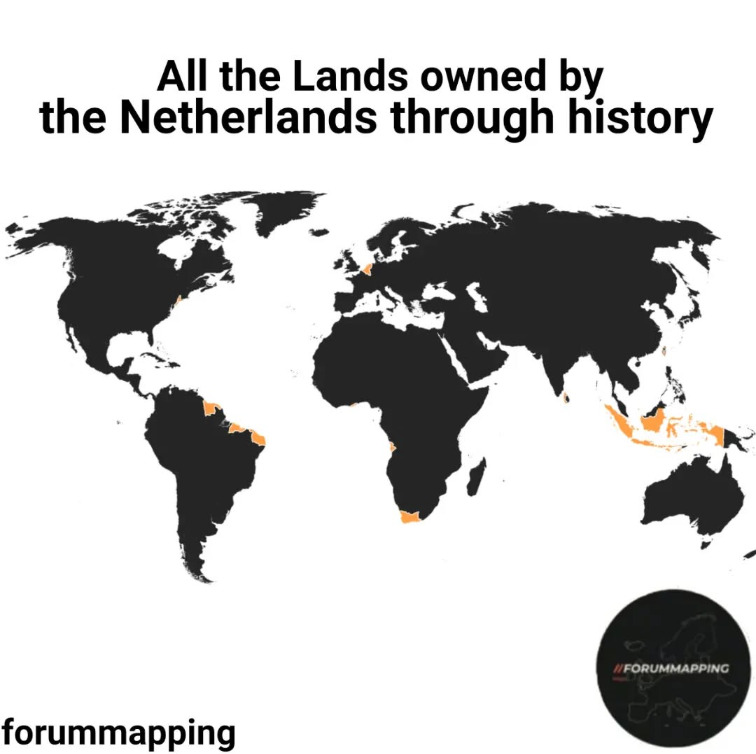 All the Lands owned by
the Netherlands through history
//FORUMMAPPING
forummapping